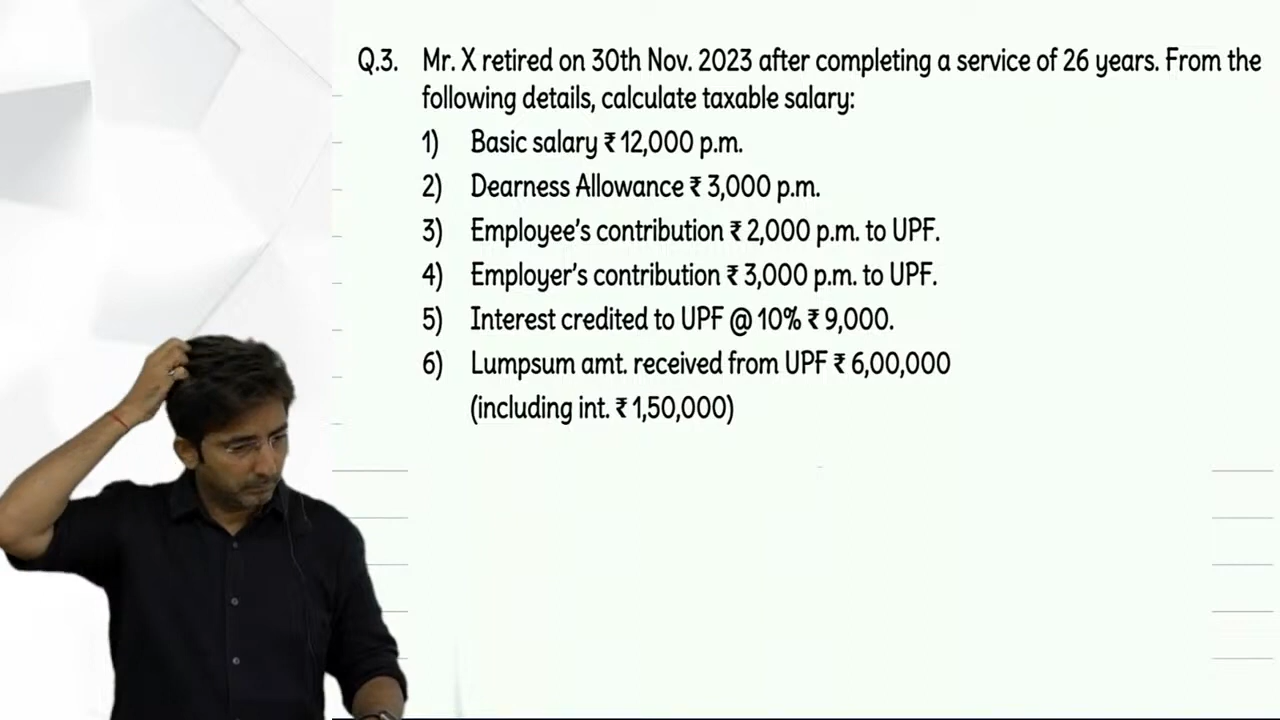 Q.3. Mr. X retired on 30th Nov. 2023 after completing a service of 26 years. From the
following details, calculate taxable salary:
1) Basic salary ₹ 12,000 p.m.
2) Dearness Allowance ₹ 3,000 p.m.
3) Employee's contribution ₹ 2,000 p.m. to UPF.
4) Employer's contribution ₹ 3,000 p.m. to UPF.
5) Interest credited to UPF @ 10% ₹ 9,000.
6) Lumpsum amt. received from UPF ₹ 6,00,000
(including int. ₹ 1,50,000)